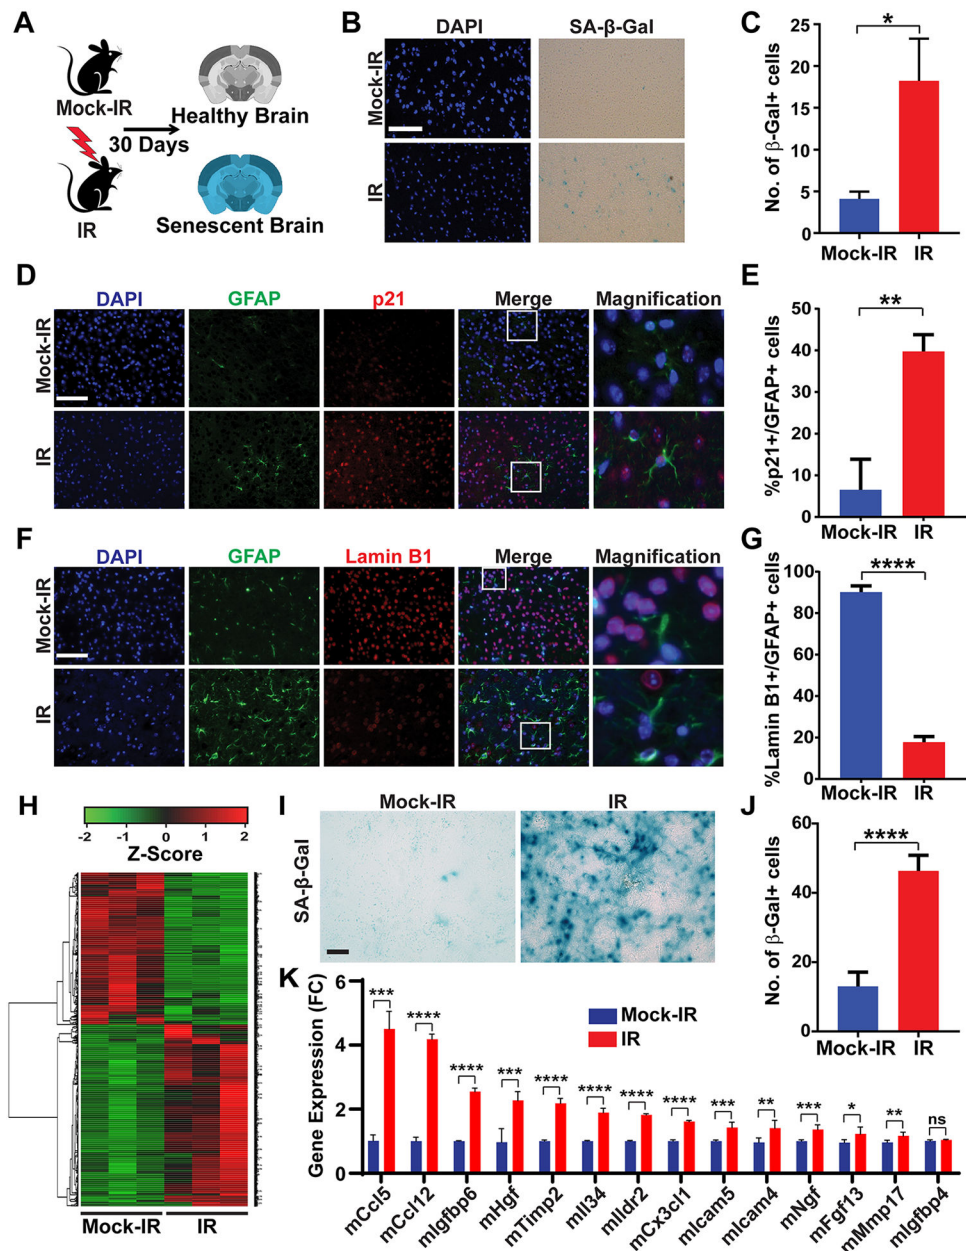 A
Mock-IR
IR
30 Days
Healthy Brain
Senescent Brain
B
DAPI
SA-β-Gal
Mock-IR
IR
C
*
No. of β-Gal+ cells
25
20
15
10
5
0
Mock-IR IR
D
DAPI GFAP p21 Merge Magnification
Mock-IR
IR
E
**
%p21+/GFAP+ cells
50
40
30
20
10
0
Mock-IR IR
F
DAPI GFAP Lamin B1 Merge Magnification
Mock-IR
IR
G
****
%Lamin B1+/GFAP+ cells
100
80
60
40
20
0
Mock-IR IR
H
-2 -1 0 1 2
Z-Score
Mock-IR IR
I
Mock-IR IR
SA-β-Gal
J
****
No. of β-Gal+ cells
60
40
20
0
Mock-IR IR
K
Gene Expression (FC)
6
4
2
0
Mock-IR
IR
*** **** **** *** **** **** **** **** *** ** *** * ** ns
mCcl5 mCcl12 mIgfbp6 mHgf mTimp2 mIl34 mIldr2 mCx3cl1 mIcam5 mIcam4 mNgf mFgf13 mMmp17 mIgfbp4